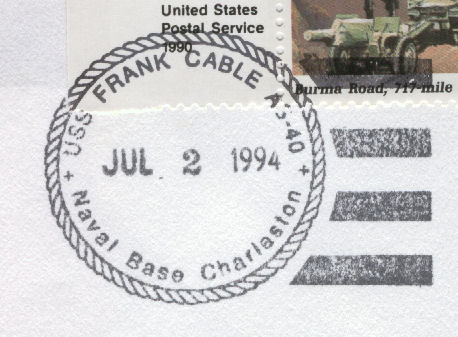 United States
Postal Service
1990
Burma Road, 717-mile
USS FRANK CABLE AS-40
JUL 2 1994
+ Naval Base Charlaston +